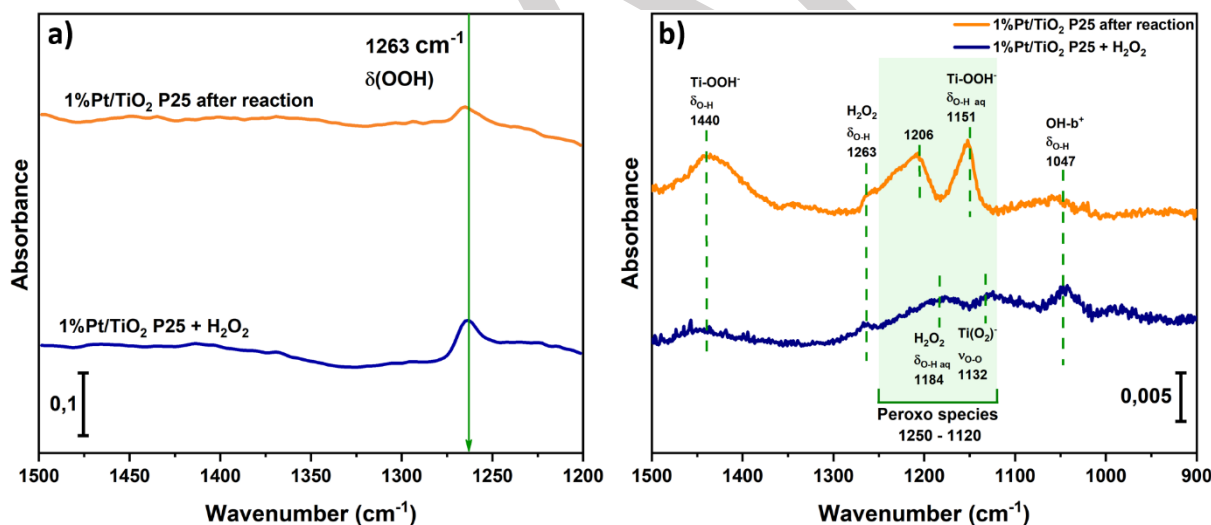 a)
1263 cm⁻¹
δ(OOH)
1%Pt/TiO₂ P25 after reaction
1%Pt/TiO₂ P25 + H₂O₂
0,1
Absorbance
1500 1450 1400 1350 1300 1250 1200
Wavenumber (cm⁻¹)
b)
1%Pt/TiO₂ P25 after reaction
1%Pt/TiO₂ P25 + H₂O₂
Ti-OOH⁻
δO-H
1440
H₂O₂
δO-H
1263
1206
Ti-OOH⁻
δO-H aq
1151
OH-b⁺
δO-H
1047
H₂O₂
δO-H aq
1184
Ti(O₂)⁻
νO-O
1132
Peroxo species
1250 - 1120
0,005
Absorbance
1500 1400 1300 1200 1100 1000 900
Wavenumber (cm⁻¹)